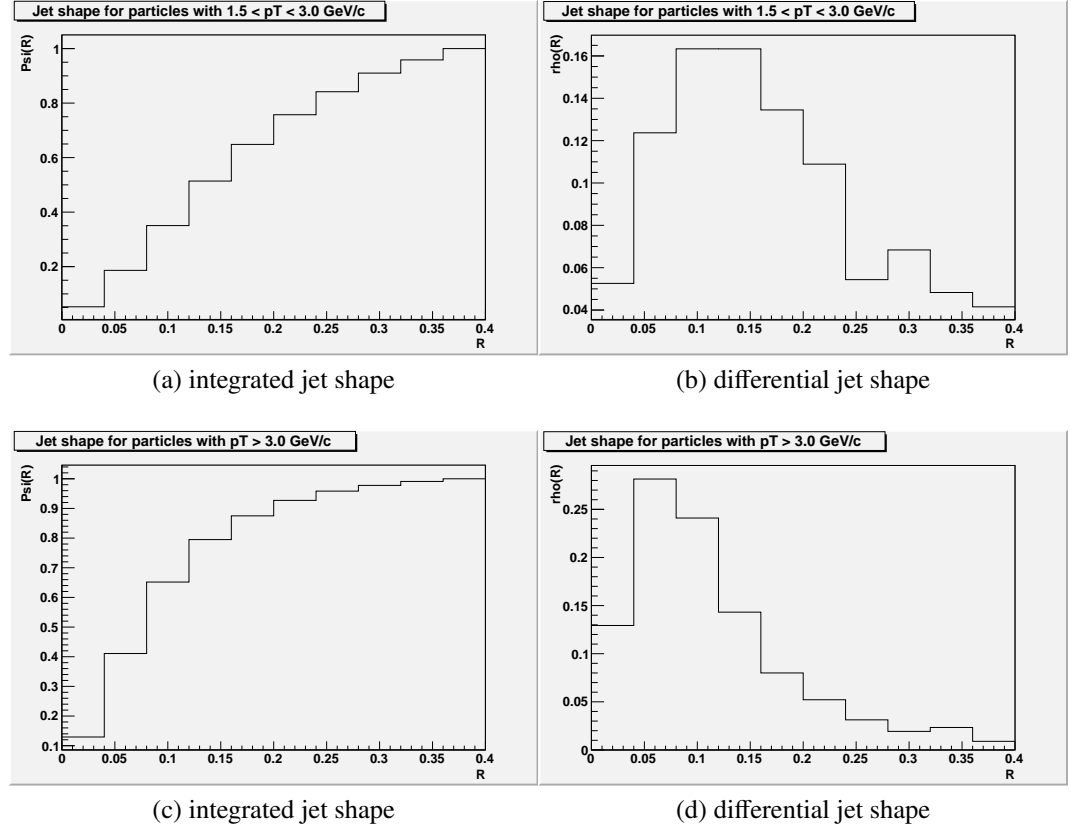 Jet shape for particles with 1.5 < pT < 3.0 GeV/c
Psi(R)
1
0.8
0.6
0.4
0.2
0 0.05 0.1 0.15 0.2 0.25 0.3 0.35 0.4
R
(a) integrated jet shape
Jet shape for particles with 1.5 < pT < 3.0 GeV/c
rho(R)
0.16
0.14
0.12
0.1
0.08
0.06
0.04
0 0.05 0.1 0.15 0.2 0.25 0.3 0.35 0.4
R
(b) differential jet shape
Jet shape for particles with pT > 3.0 GeV/c
Psi(R)
1
0.9
0.8
0.7
0.6
0.5
0.4
0.3
0.2
0.1
0 0.05 0.1 0.15 0.2 0.25 0.3 0.35 0.4
R
(c) integrated jet shape
Jet shape for particles with pT > 3.0 GeV/c
rho(R)
0.25
0.2
0.15
0.1
0.05
0
0 0.05 0.1 0.15 0.2 0.25 0.3 0.35 0.4
R
(d) differential jet shape